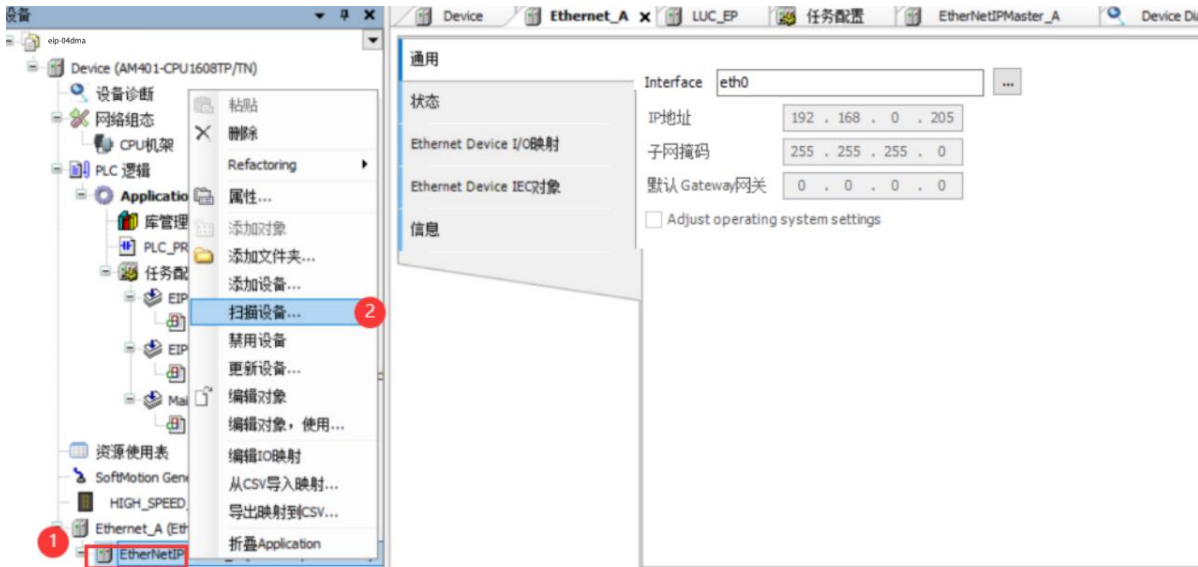 设备
Device
Ethernet_A
LUC_EP
任务配置
EtherNetIPMaster_A
Device Dia
eip-04dma
Device (AM401-CPU1608TP/TN)
设备诊断
网络组态
CPU机架
PLC 逻辑
Applicatio
库管理
PLC_PR
任务配
EIP
EIP
Mai
资源使用表
SoftMotion Gene
HIGH_SPEED_
Ethernet_A (Eth
1
EtherNetIP
粘贴
删除
Refactoring
属性...
添加对象
添加文件夹...
添加设备...
扫描设备...
2
禁用设备
更新设备...
编辑对象
编辑对象，使用...
编辑IO映射
从CSV导入映射...
导出映射到CSV...
折叠Application
通用
状态
Ethernet Device I/O映射
Ethernet Device IEC对象
信息
Interface eth0 ...
IP地址 192 . 168 . 0 . 205
子网掩码 255 . 255 . 255 . 0
默认Gateway网关 0 . 0 . 0 . 0
Adjust operating system settings